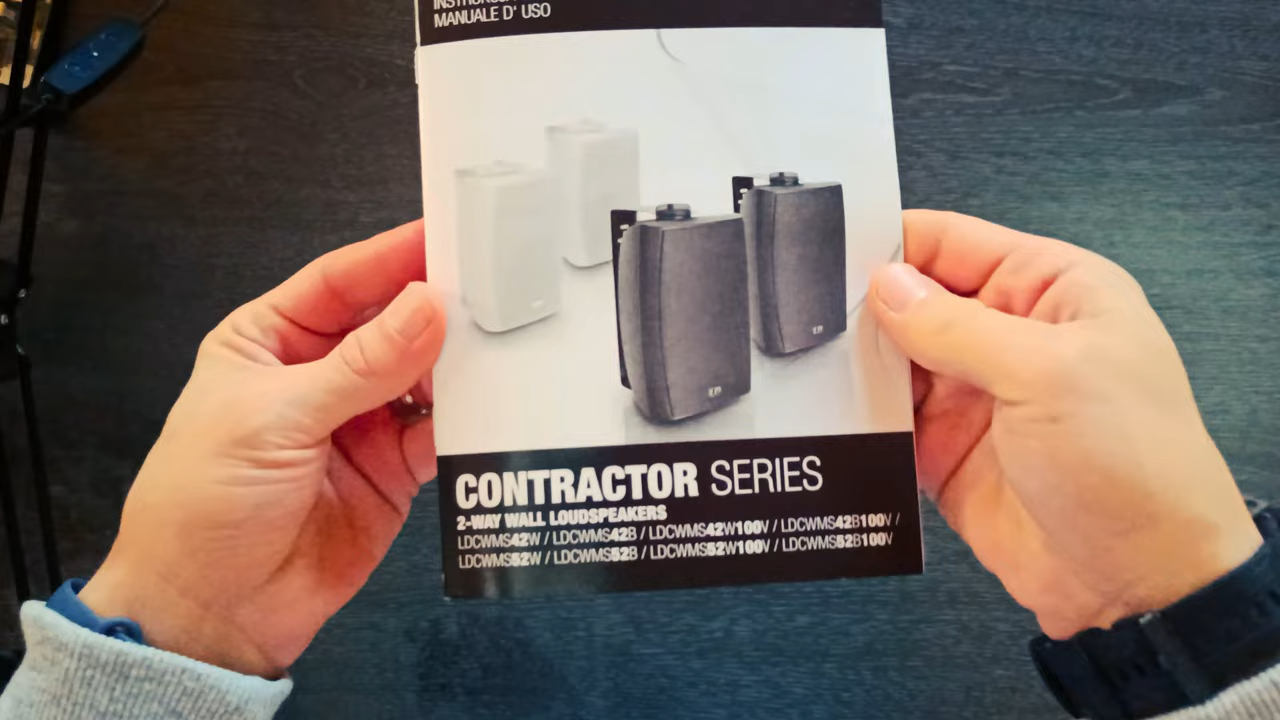 MANUALE D' USO
CONTRACTOR SERIES
2-WAY WALL LOUDSPEAKERS
LDCWMS42W / LDCWMS42B / LDCWMS42W100V / LDCWMS42B100V /
LDCWMS52W / LDCWMS52B / LDCWMS52W100V / LDCWMS52B100V